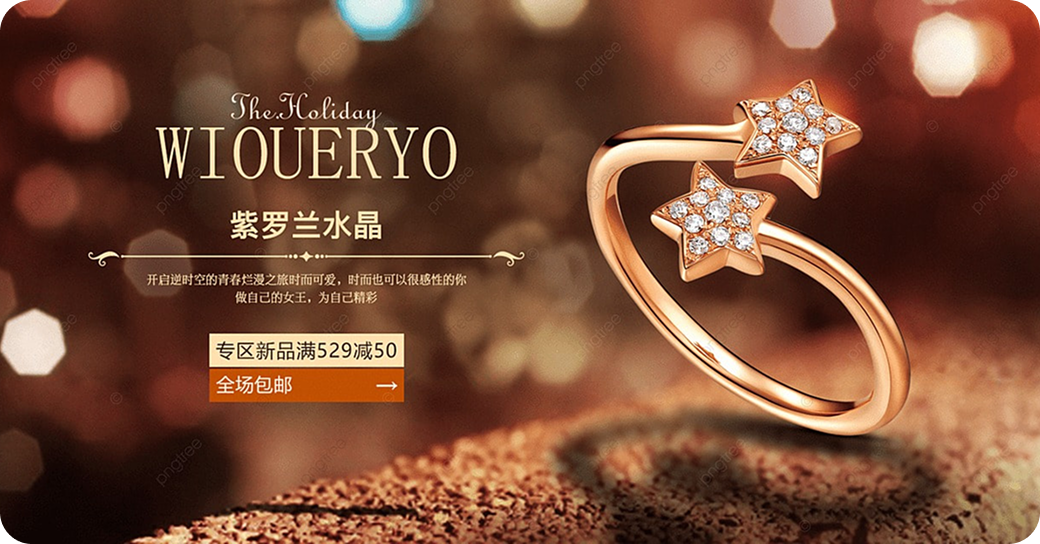 The.Holiday
WIOUERYO
紫罗兰水晶
开启逆时空的青春烂漫之旅时而可爱，时而也可以很感性的你
做自己的女王，为自己精彩
专区新品满529减50
全场包邮 →
pngtree